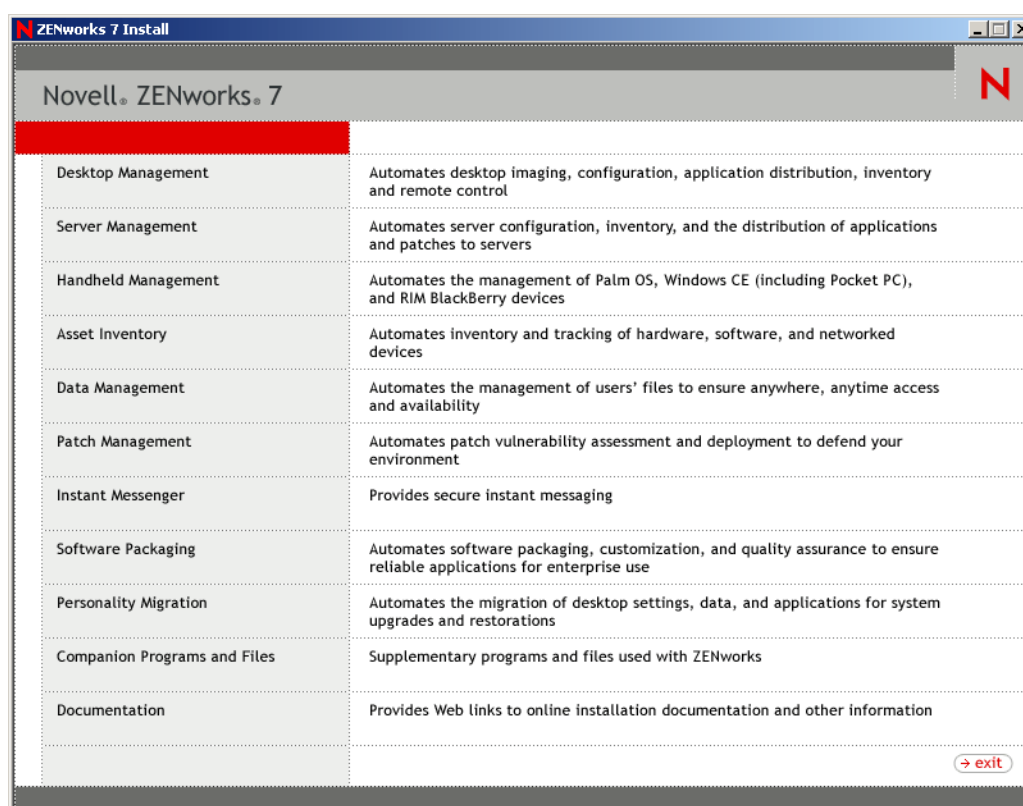 ZENworks 7 Install
Novell® ZENworks® 7
N
Desktop Management
Automates desktop imaging, configuration, application distribution, inventory
and remote control
Server Management
Automates server configuration, inventory, and the distribution of applications
and patches to servers
Handheld Management
Automates the management of Palm OS, Windows CE (including Pocket PC),
and RIM BlackBerry devices
Asset Inventory
Automates inventory and tracking of hardware, software, and networked
devices
Data Management
Automates the management of users’ files to ensure anywhere, anytime access
and availability
Patch Management
Automates patch vulnerability assessment and deployment to defend your
environment
Instant Messenger
Provides secure instant messaging
Software Packaging
Automates software packaging, customization, and quality assurance to ensure
reliable applications for enterprise use
Personality Migration
Automates the migration of desktop settings, data, and applications for system
upgrades and restorations
Companion Programs and Files
Supplementary programs and files used with ZENworks
Documentation
Provides Web links to online installation documentation and other information
→ exit